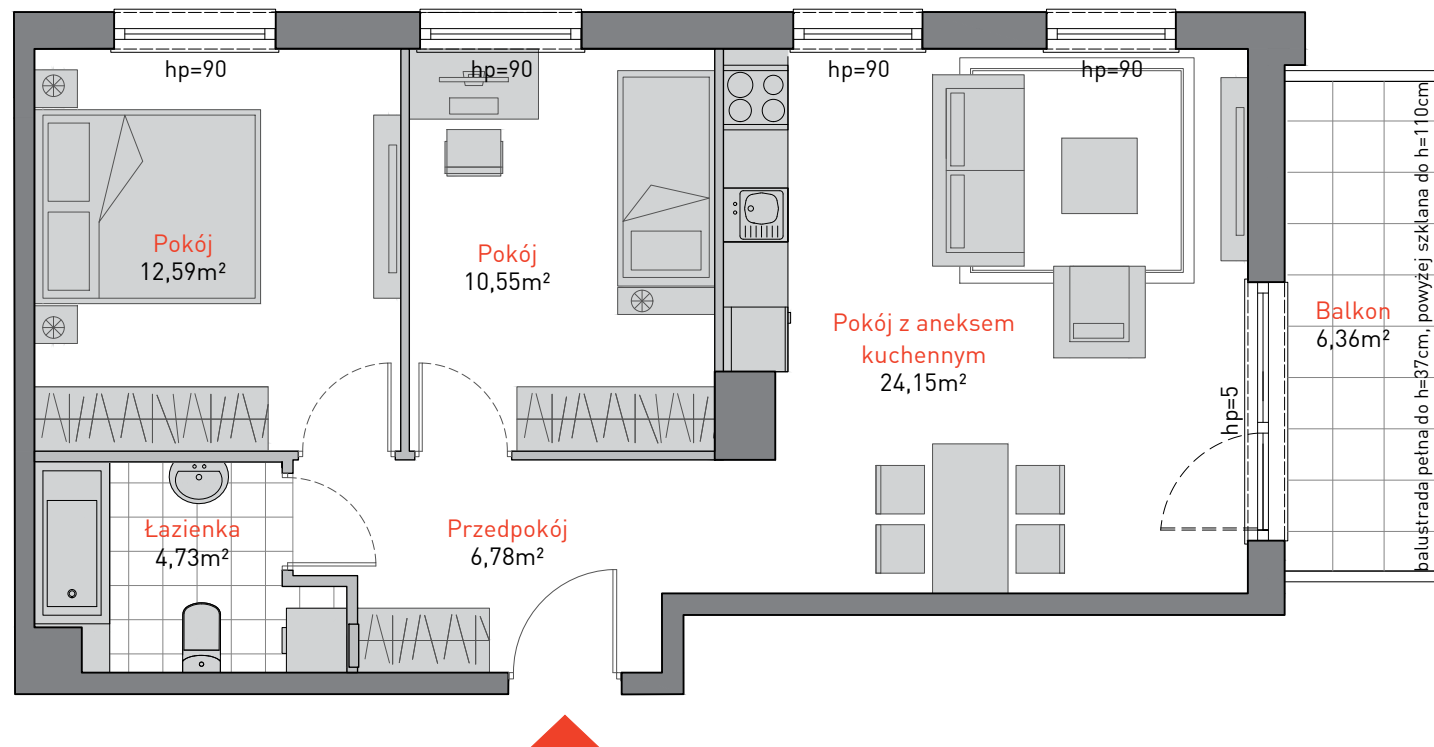 hp=90
hp=90
hp=90
hp=90
Pokój
12,59m²
Pokój
10,55m²
Pokój z aneksem
kuchennym
24,15m²
hp=5
Balkon
6,36m²
balustrada pełna do h=37cm, powyżej szklana do h=110cm
Łazienka
4,73m²
Przedpokój
6,78m²